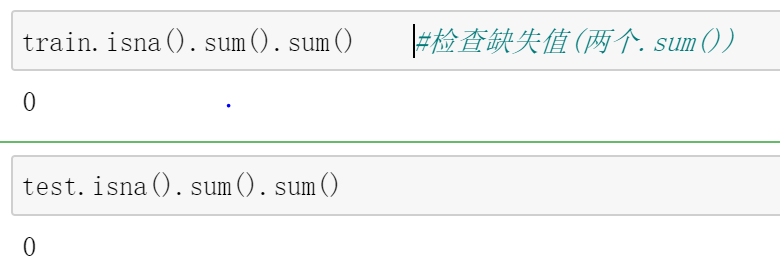 train.isna().sum().sum()    #检查缺失值(两个.sum())
0
test.isna().sum().sum()
0